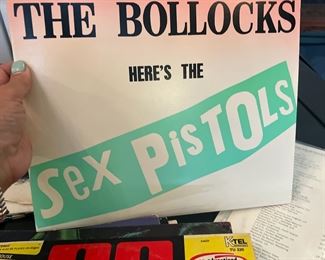 THE BOLLOCKS
HERE'S THE
Sex PiSTOLS
K-TEL